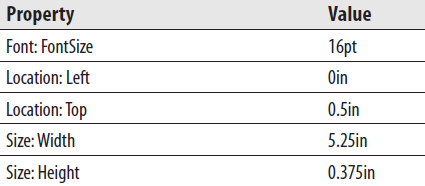 Property Value
Font: FontSize 16pt
Location: Left 0in
Location: Top 0.5in
Size: Width 5.25in
Size: Height 0.375in